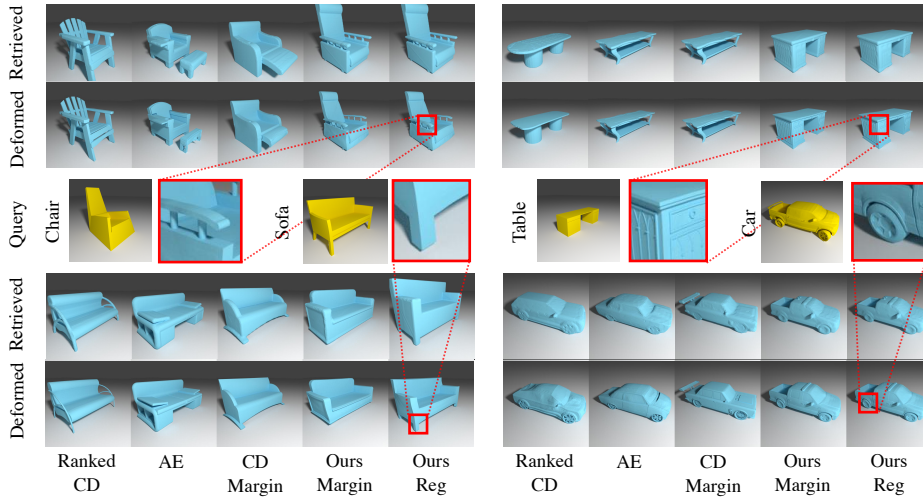 Retrieved
Deformed
Query
Chair
Sofa
Table
Car
Retrieved
Deformed
Ranked CD
AE
CD Margin
Ours Margin
Ours Reg
Ranked CD
AE
CD Margin
Ours Margin
Ours Reg